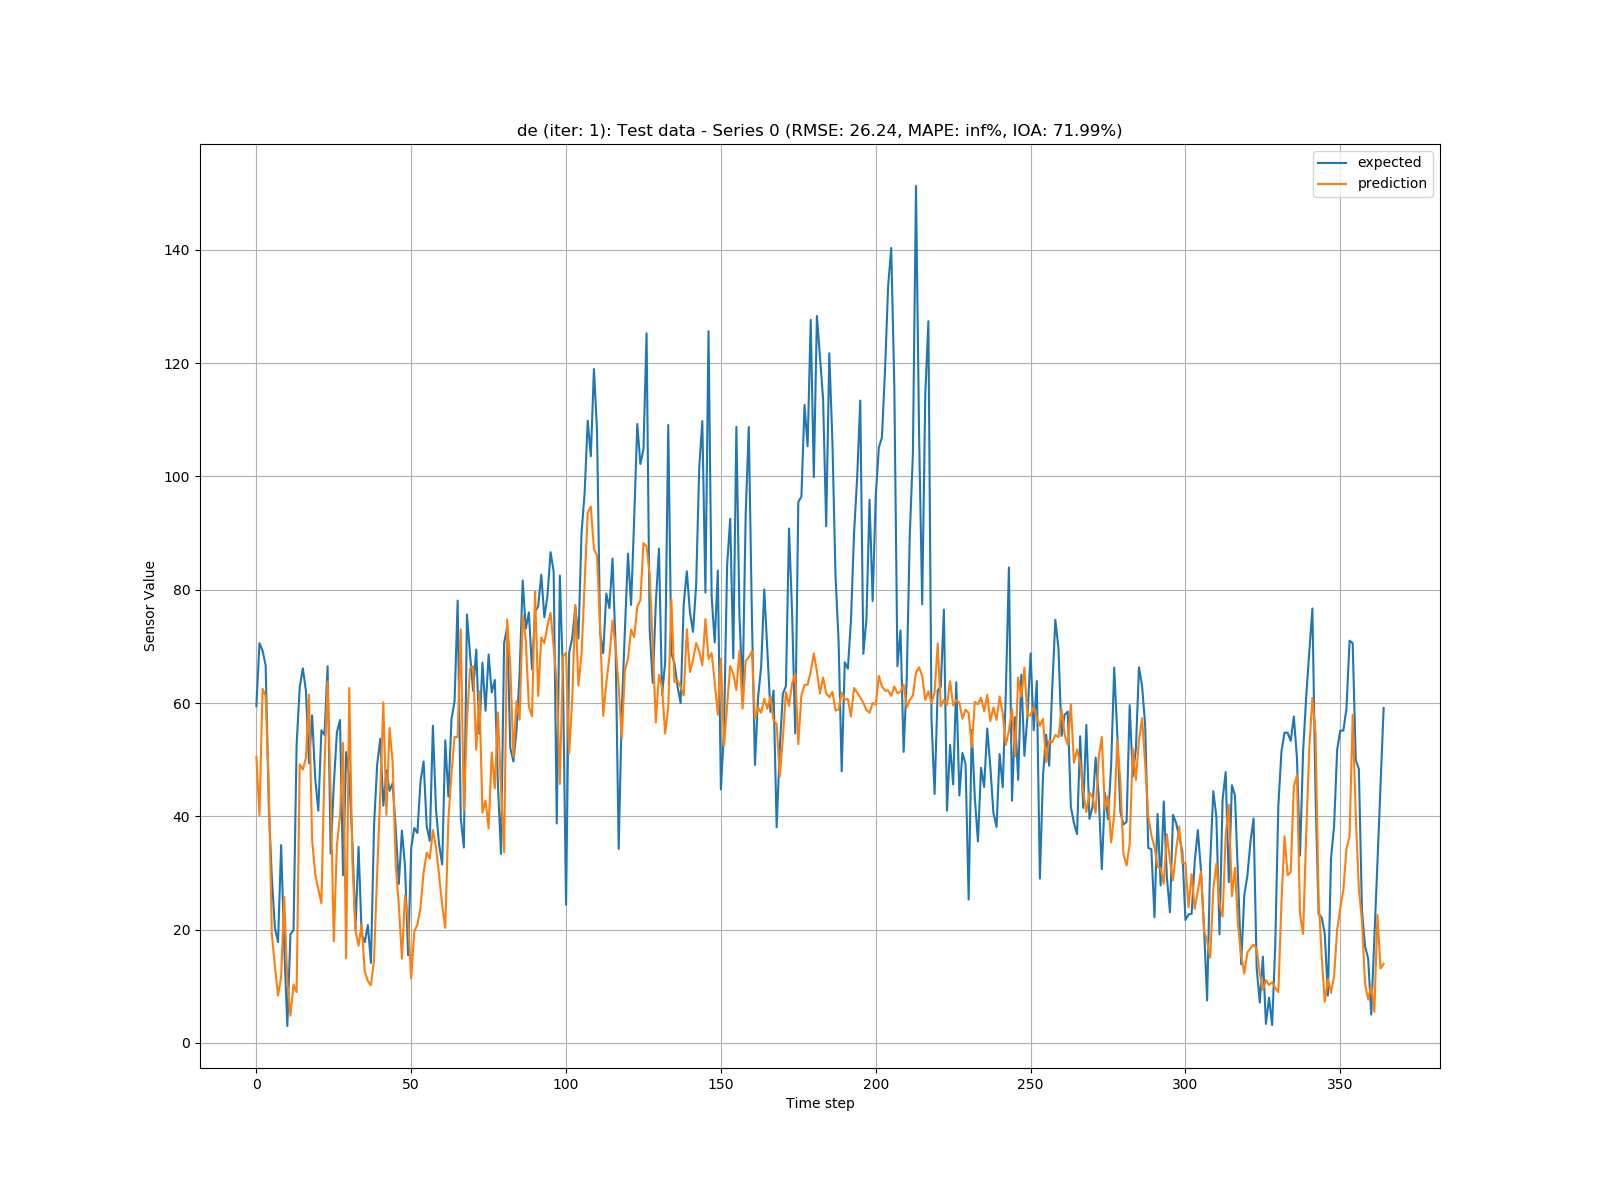 de (iter: 1): Test data - Series 0 (RMSE: 26.24, MAPE: inf%, IOA: 71.99%)
expected
prediction
140
120
100
80
60
40
20
0
Sensor Value
0 50 100 150 200 250 300 350
Time step